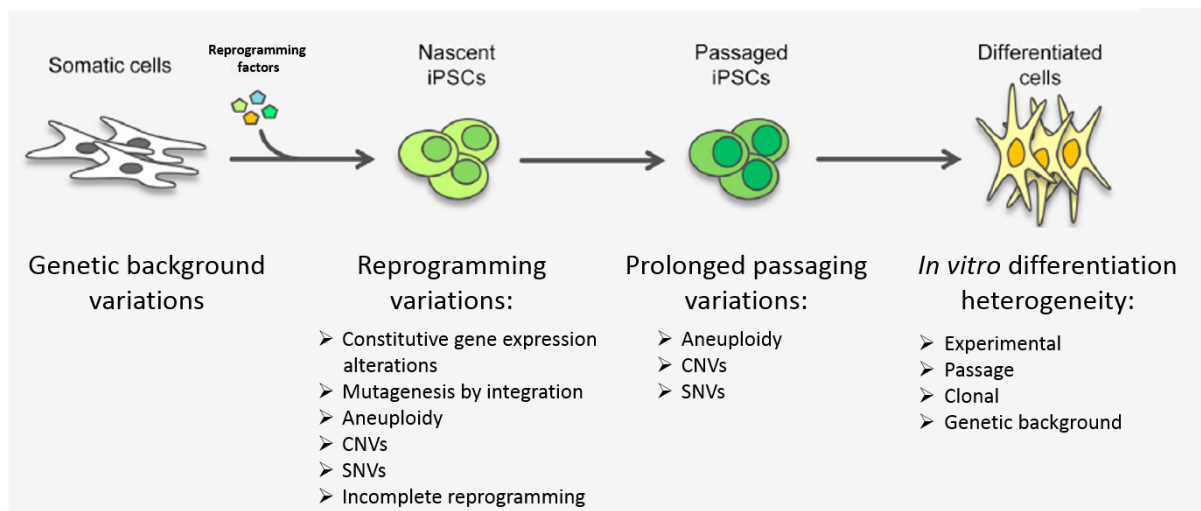 Somatic cells
Reprogramming
factors
Nascent
iPSCs
Passaged
iPSCs
Differentiated
cells
Genetic background
variations
Reprogramming
variations:
➢ Constitutive gene expression
alterations
➢ Mutagenesis by integration
➢ Aneuploidy
➢ CNVs
➢ SNVs
➢ Incomplete reprogramming
Prolonged passaging
variations:
➢ Aneuploidy
➢ CNVs
➢ SNVs
In vitro differentiation
heterogeneity:
➢ Experimental
➢ Passage
➢ Clonal
➢ Genetic background